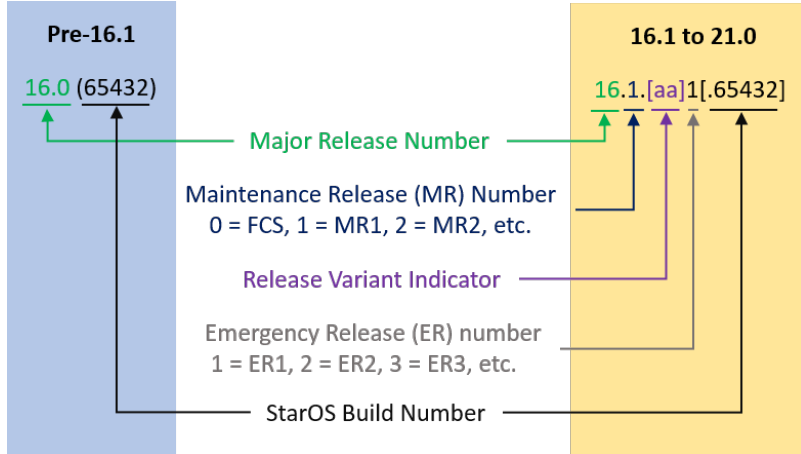 Pre-16.1
16.1 to 21.0
16.0 (65432)
16.1.[aa]1[.65432]
Major Release Number
Maintenance Release (MR) Number
0 = FCS, 1 = MR1, 2 = MR2, etc.
Release Variant Indicator
Emergency Release (ER) number
1 = ER1, 2 = ER2, 3 = ER3, etc.
StarOS Build Number